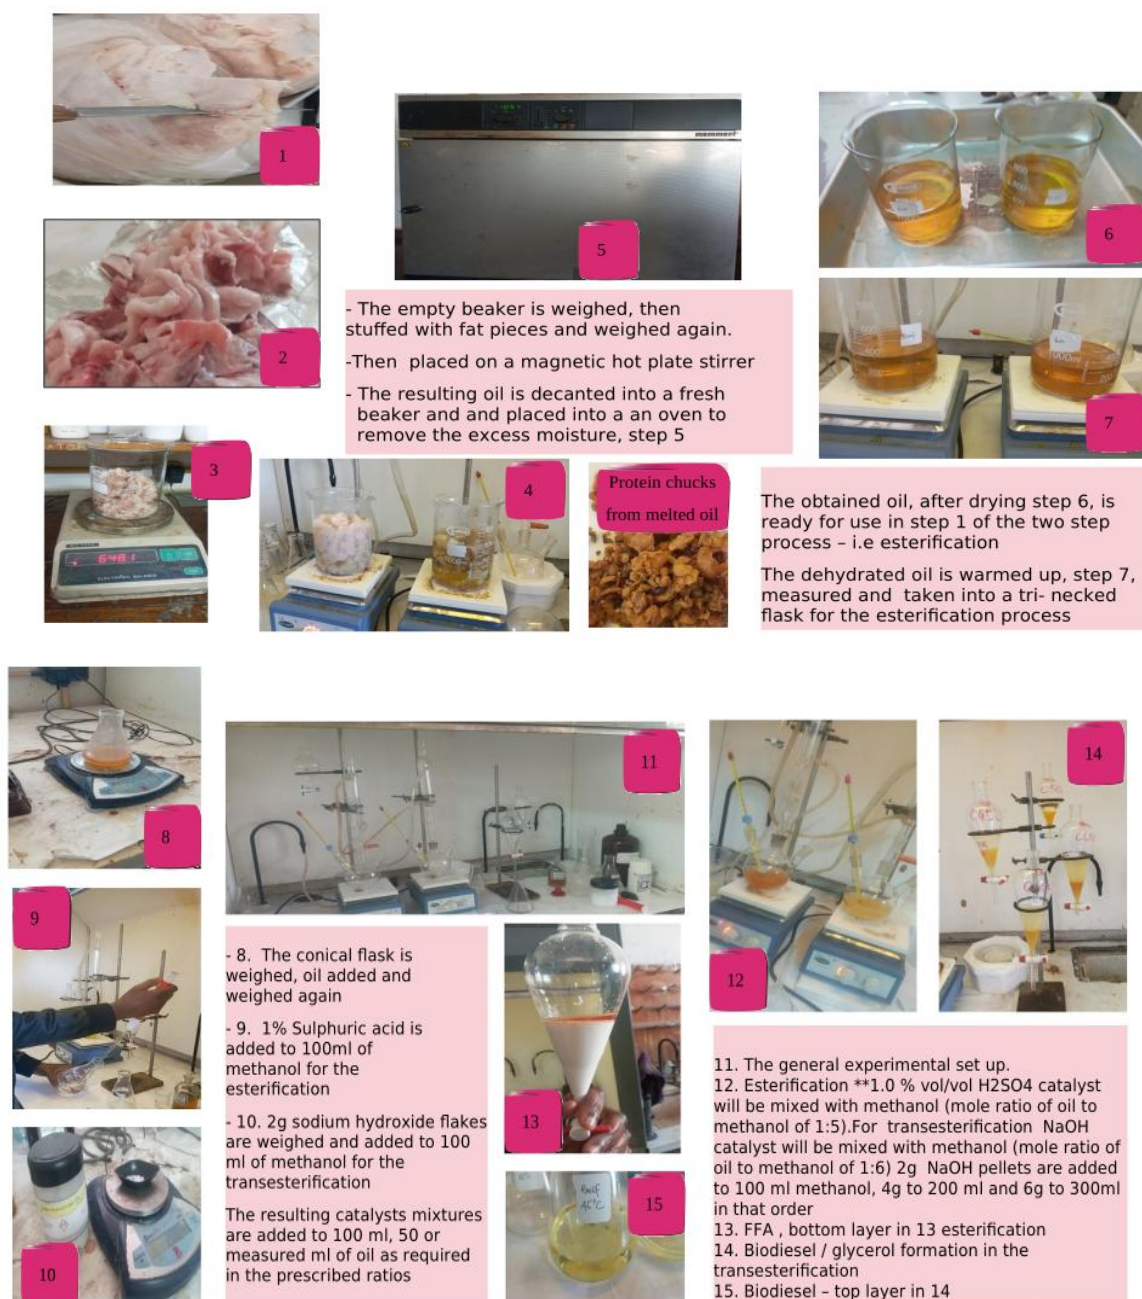 1
2
3
5
- The empty beaker is weighed, then
stuffed with fat pieces and weighed again.
-Then placed on a magnetic hot plate stirrer
- The resulting oil is decanted into a fresh
beaker and and placed into a an oven to
remove the excess moisture, step 5
4
Protein chucks
from melted oil
6
7
The obtained oil, after drying step 6, is
ready for use in step 1 of the two step
process – i.e esterification
The dehydrated oil is warmed up, step 7,
measured and taken into a tri- necked
flask for the esterification process
8
9
10
11
- 8. The conical flask is
weighed, oil added and
weighed again
- 9. 1% Sulphuric acid is
added to 100ml of
methanol for the
esterification
- 10. 2g sodium hydroxide flakes
are weighed and added to 100
ml of methanol for the
transesterification
The resulting catalysts mixtures
are added to 100 ml, 50 or
measured ml of oil as required
in the prescribed ratios
13
Beef
45°C
15
12
14
11. The general experimental set up.
12. Esterification **1.0 % vol/vol H2SO4 catalyst
will be mixed with methanol (mole ratio of oil to
methanol of 1:5).For transesterification NaOH
catalyst will be mixed with methanol (mole ratio of
oil to methanol of 1:6) 2g NaOH pellets are added
to 100 ml methanol, 4g to 200 ml and 6g to 300ml
in that order
13. FFA , bottom layer in 13 esterification
14. Biodiesel / glycerol formation in the
transesterification
15. Biodiesel – top layer in 14